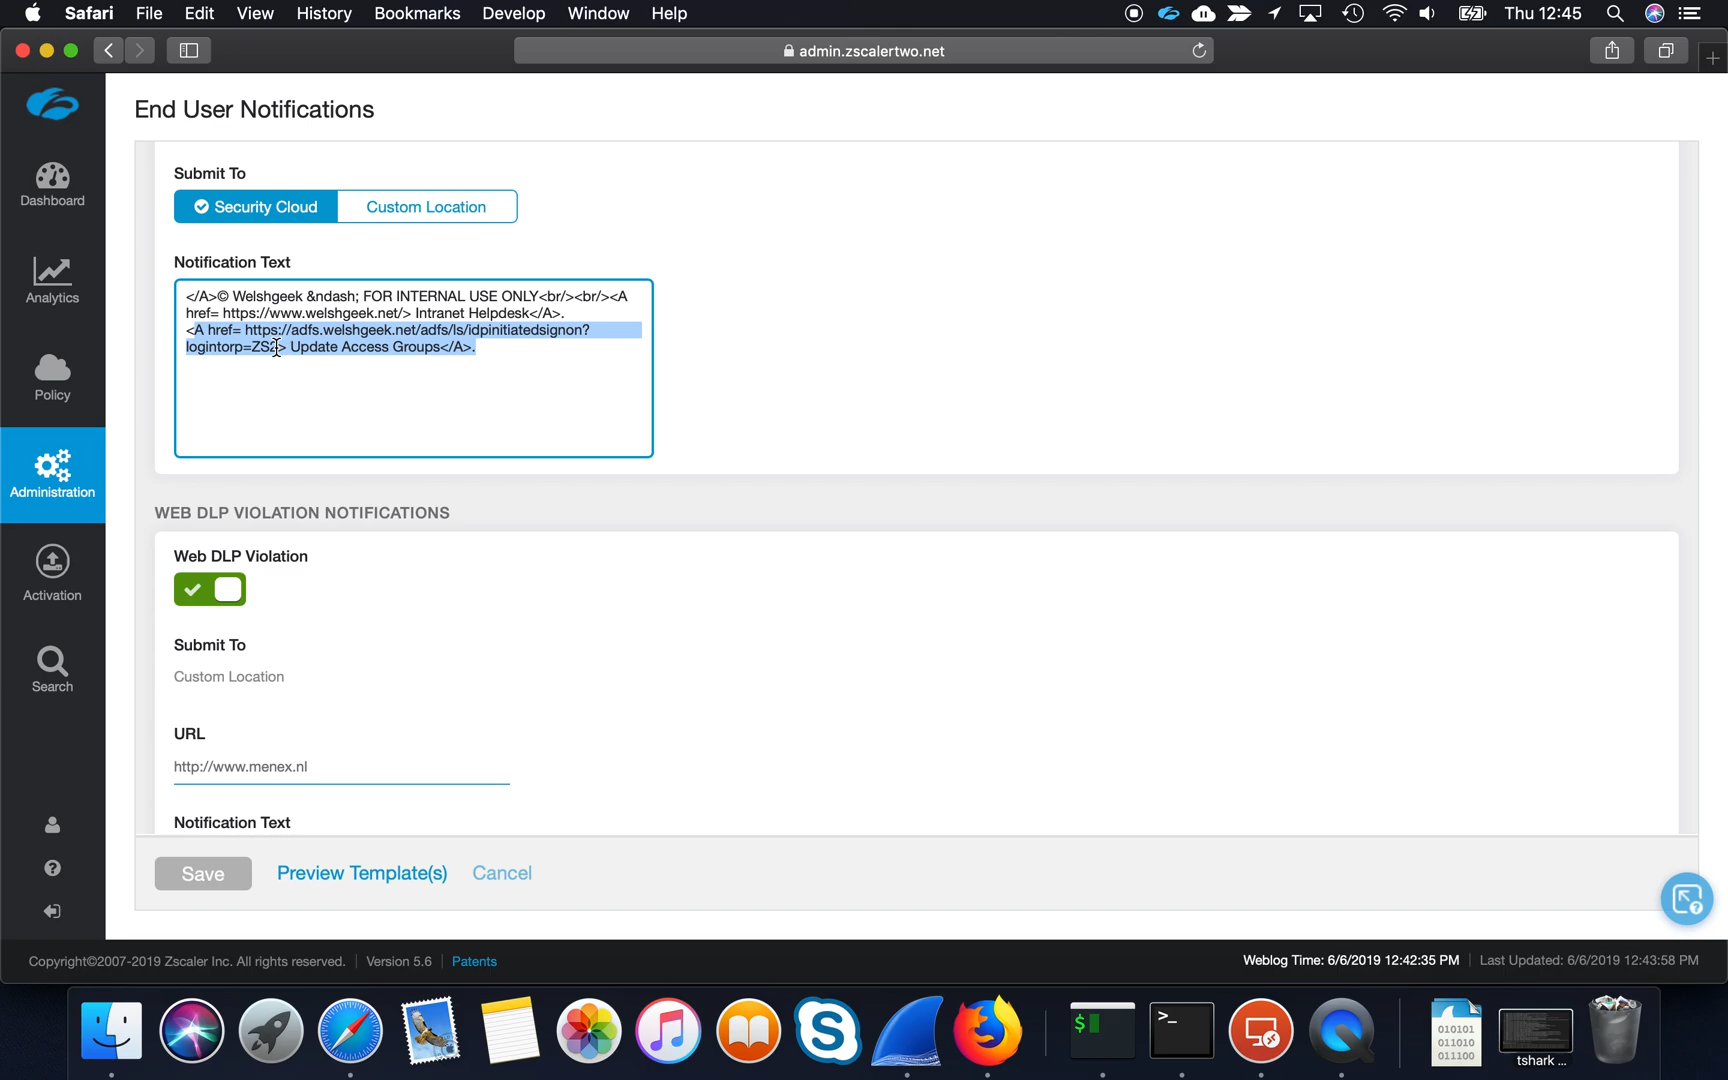 Safari File Edit View History Bookmarks Develop Window Help Thu 12:45
admin.zscalertwo.net
End User Notifications
Dashboard
Analytics
Policy
Administration
Activation
Search
Submit To
Security Cloud Custom Location
Notification Text
</A>© Welshgeek &ndash; FOR INTERNAL USE ONLY<br/><br/><A
href= https://www.welshgeek.net/> Intranet Helpdesk</A>.
<A href= https://adfs.welshgeek.net/adfs/ls/idpinitiatedsignon?
logintorp=ZS2> Update Access Groups</A>.
WEB DLP VIOLATION NOTIFICATIONS
Web DLP Violation
Submit To
Custom Location
URL
http://www.menex.nl
Notification Text
Save Preview Template(s) Cancel
Copyright©2007-2019 Zscaler Inc. All rights reserved. Version 5.6 Patents
Weblog Time: 6/6/2019 12:42:35 PM Last Updated: 6/6/2019 12:43:58 PM
010101
011010
011100
tshark ...